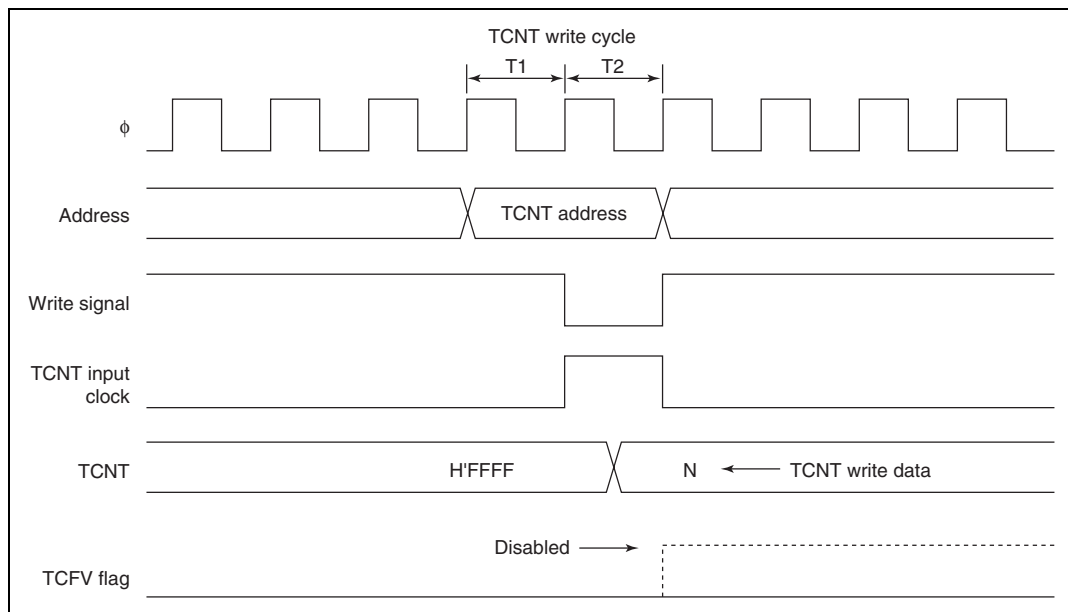 TCNT write cycle
T1 T2
ϕ
Address
TCNT address
Write signal
TCNT input
clock
TCNT
H'FFFF
N
TCNT write data
Disabled
TCFV flag